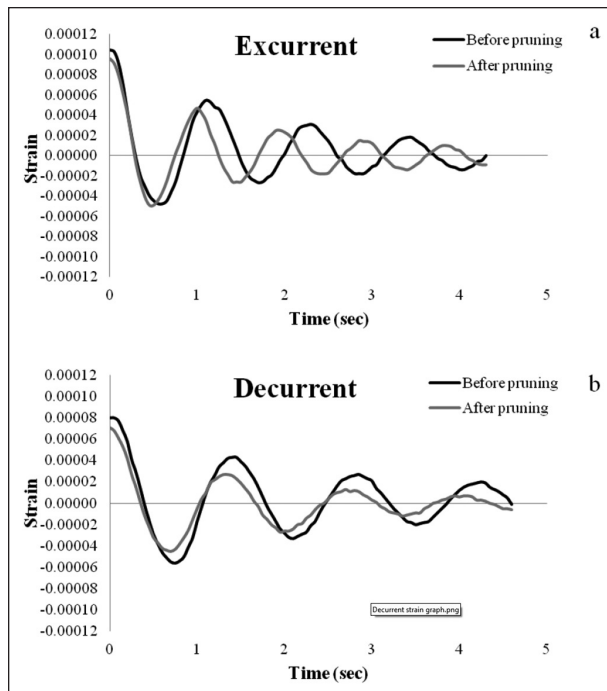 a
Excurrent
Before pruning
After pruning
0.00012
0.00010
0.00008
0.00006
0.00004
0.00002
0.00000
-0.00002
-0.00004
-0.00006
-0.00008
-0.00010
-0.00012
Strain
0 1 2 3 4 5
Time (sec)
b
Decurrent
Before pruning
After pruning
0.00012
0.00010
0.00008
0.00006
0.00004
0.00002
0.00000
-0.00002
-0.00004
-0.00006
-0.00008
-0.00010
-0.00012
Strain
Decurrent strain graph.png
0 1 2 3 4 5
Time (sec)